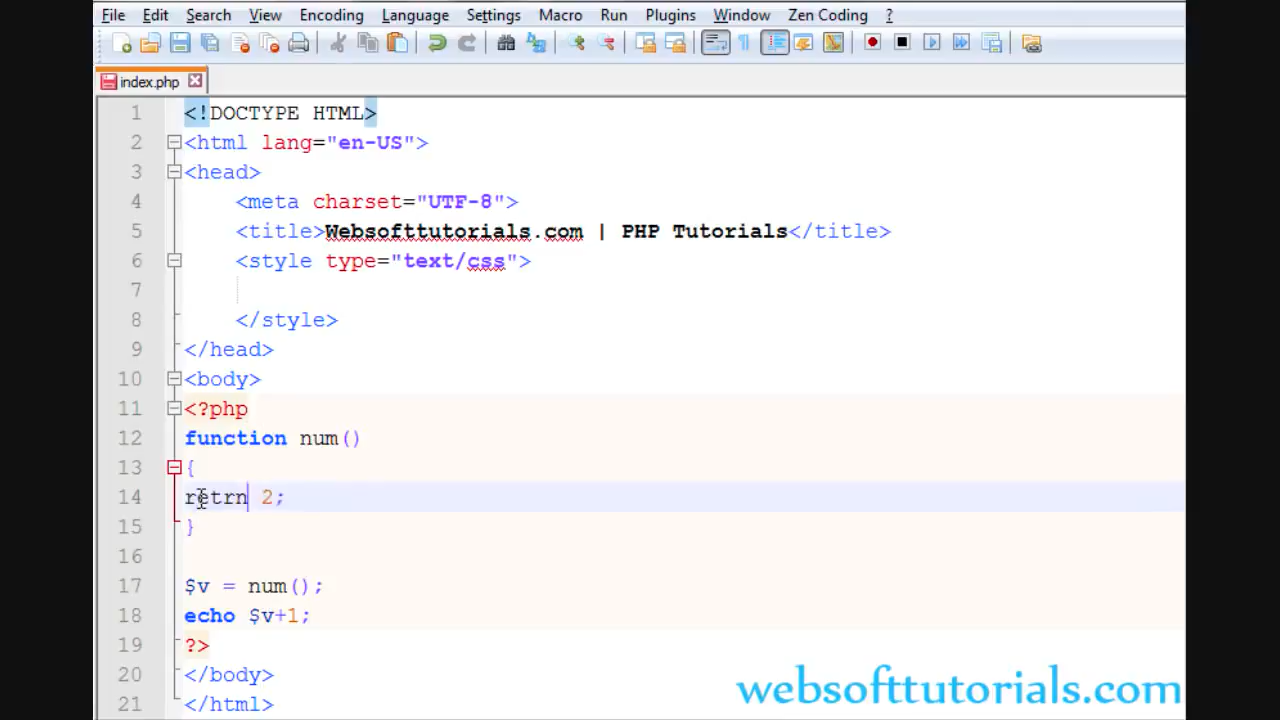 File Edit Search View Encoding Language Settings Macro Run Plugins Window Zen Coding ?
index.php
1 <!DOCTYPE HTML>
2 <html lang="en-US">
3 <head>
4 <meta charset="UTF-8">
5 <title>Websofttutorials.com | PHP Tutorials</title>
6 <style type="text/css">
7
8 </style>
9 </head>
10 <body>
11 <?php
12 function num()
13 {
14 retrn 2;
15 }
16
17 $v = num();
18 echo $v+1;
19 ?>
20 </body>
21 </html>
websofttutorials.com